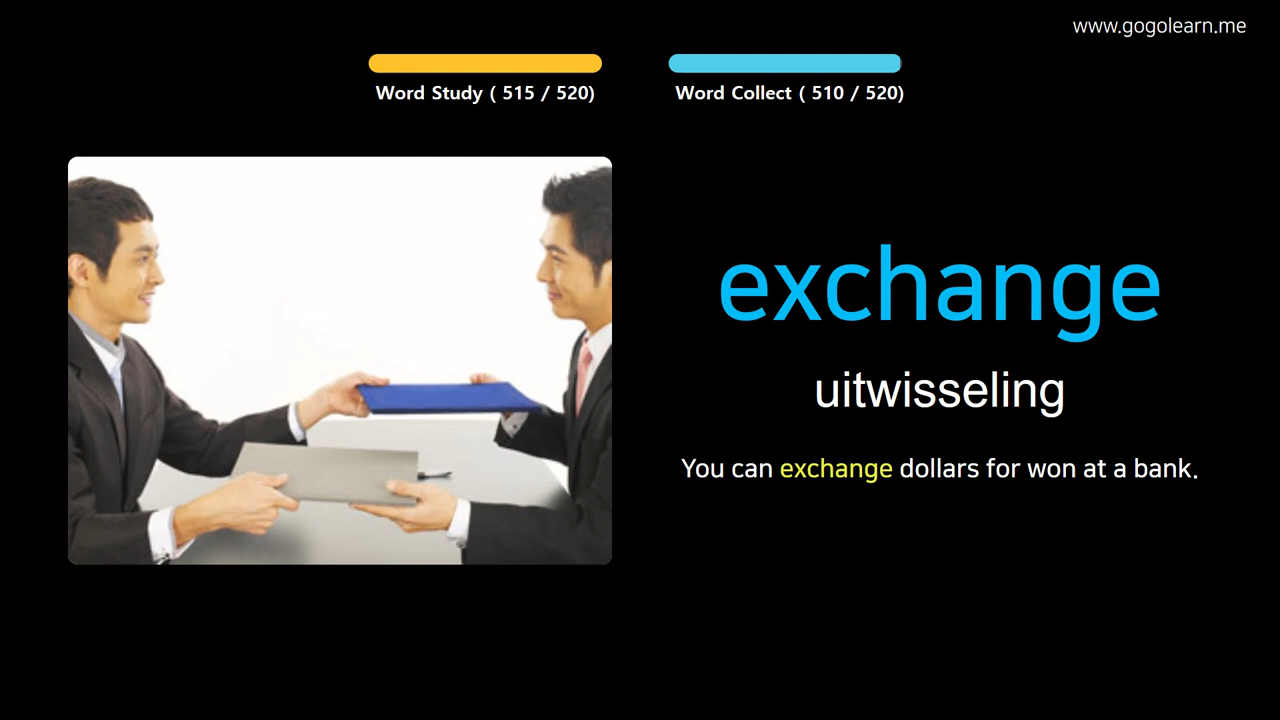 www.gogolearn.me
Word Study ( 515 / 520)
Word Collect ( 510 / 520)
exchange
uitwisseling
You can exchange dollars for won at a bank.